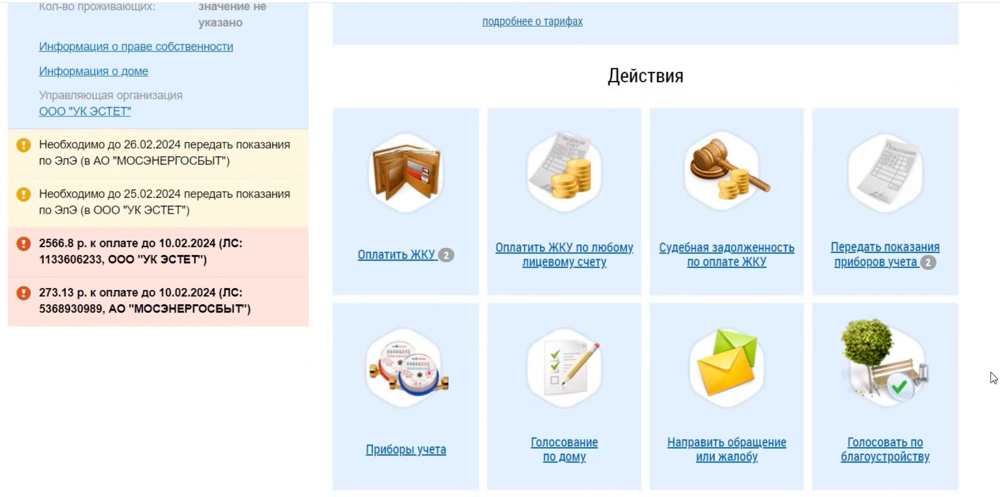 Кол-во проживающих:
значение не
указано
Информация о праве собственности
Информация о доме
Управляющая организация
ООО "УК ЭСТЕТ"
Необходимо до 26.02.2024 передать показания
по ЭлЭ (в АО "МОСЭНЕРГОСБЫТ")
Необходимо до 25.02.2024 передать показания
по ЭлЭ (в ООО "УК ЭСТЕТ")
2566.8 р. к оплате до 10.02.2024 (ЛС:
1133606233, ООО "УК ЭСТЕТ")
273.13 р. к оплате до 10.02.2024 (ЛС:
5368930989, АО "МОСЭНЕРГОСБЫТ")
подробнее о тарифах
Действия
ЛИЦЕВОЙ
СЧЕТ
Показания
Оплатить ЖКУ 2
Оплатить ЖКУ по любому
лицевому счету
Судебная задолженность
по оплате ЖКУ
Передать показания
приборов учета 2
Приборы учета
Голосование
по дому
Направить обращение
или жалобу
Голосовать по
благоустройству